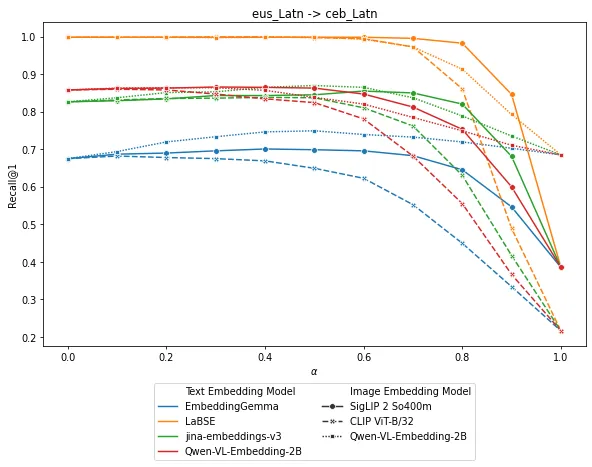 eus_Latn -> ceb_Latn
Recall@1
1.0
0.9
0.8
0.7
0.6
0.5
0.4
0.3
0.2
0.0 0.2 0.4 0.6 0.8 1.0
α
Text Embedding Model
EmbeddingGemma
LaBSE
jina-embeddings-v3
Qwen-VL-Embedding-2B
Image Embedding Model
SigLIP 2 So400m
CLIP ViT-B/32
Qwen-VL-Embedding-2B